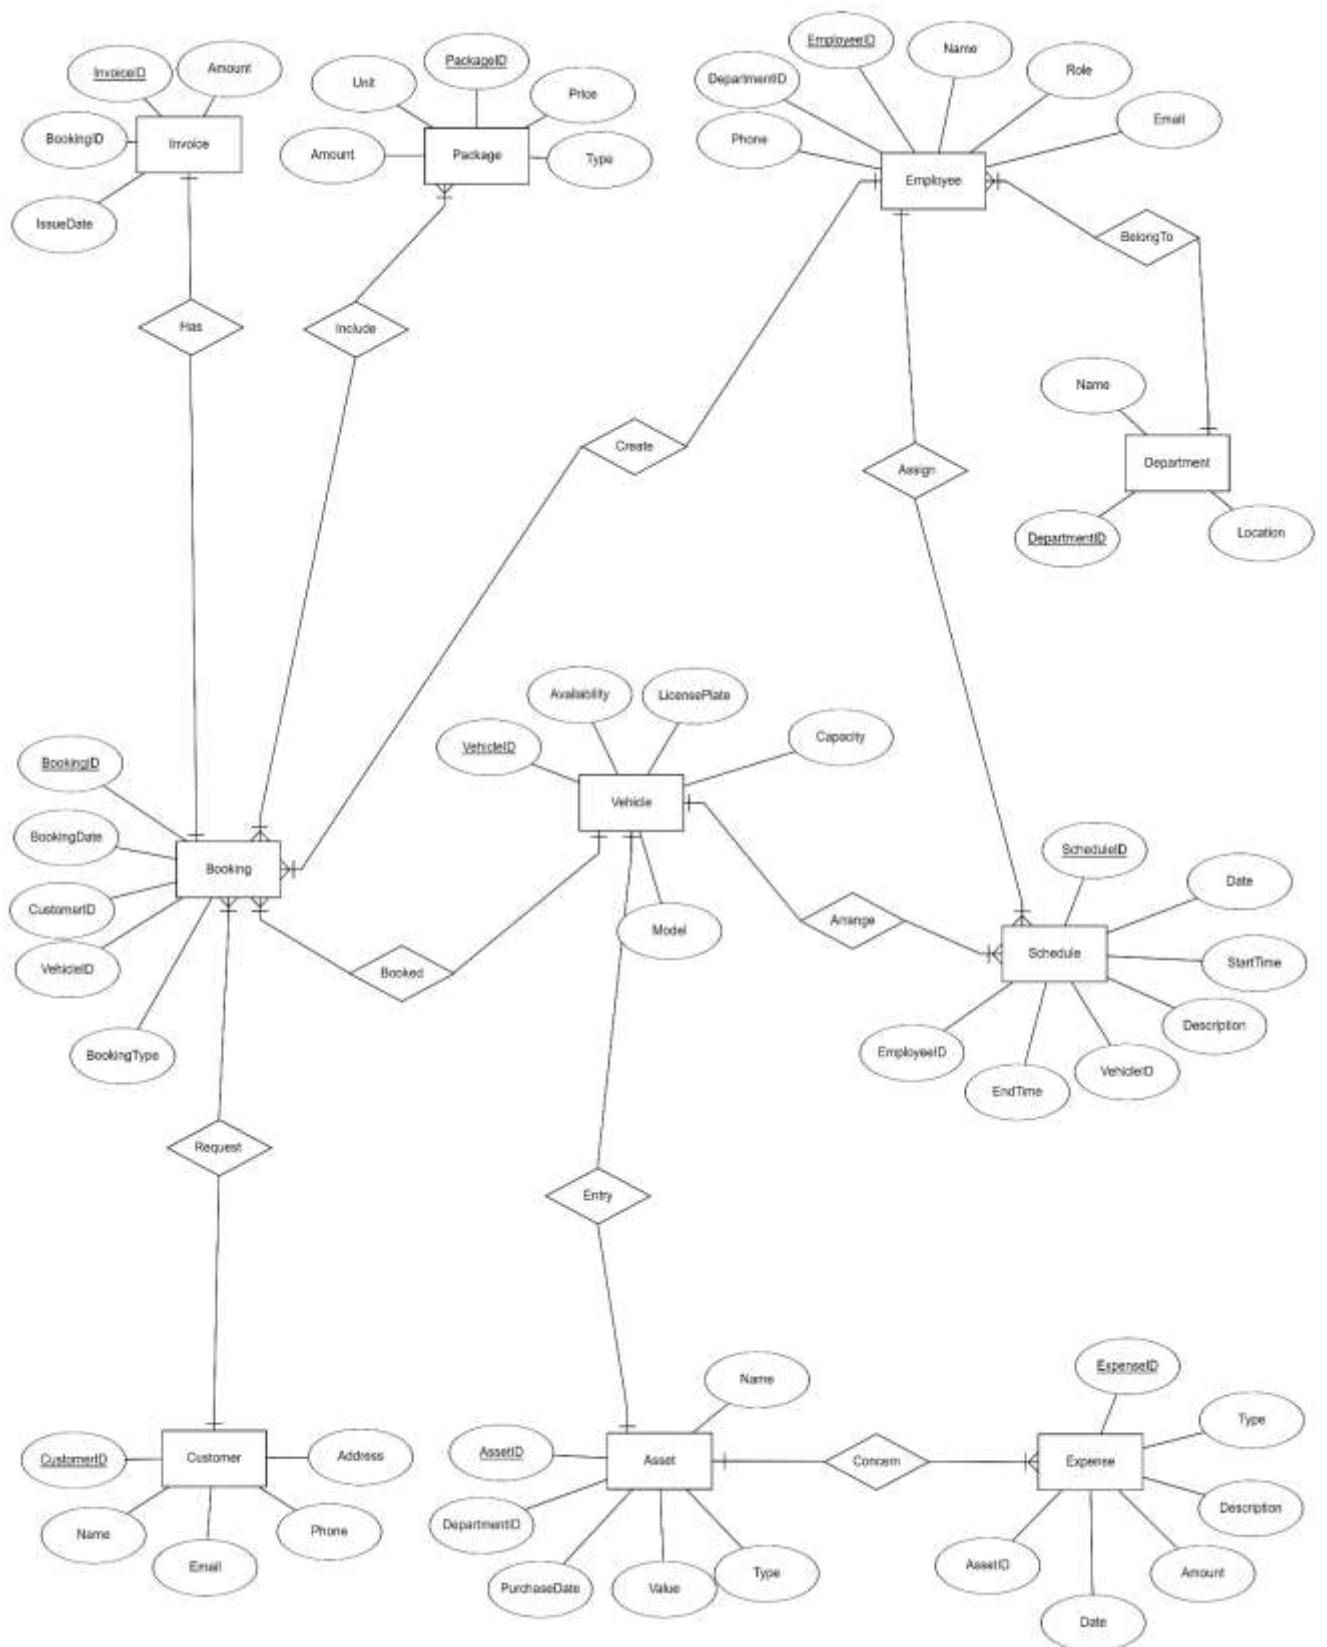 InvoiceID
Amount
BookingID
Invoice
IssueDate
Unit
PackageID
Price
Amount
Package
Type
EmployeeID
Name
DepartmentID
Role
Phone
Email
Employee
BelongTo
Has
Include
Create
Assign
Name
Department
DepartmentID
Location
Availability
LicensePlate
VehicleID
Capacity
Vehicle
Model
BookingID
BookingDate
Booking
CustomerID
VehicleID
BookingType
Booked
Arrange
ScheduleID
Date
Schedule
StartTime
Description
EmployeeID
VehicleID
EndTime
Request
Entry
CustomerID
Customer
Address
Name
Phone
Email
Name
AssetID
Asset
DepartmentID
PurchaseDate
Value
Type
Concern
ExpenseID
Type
Expense
Description
AssetID
Amount
Date